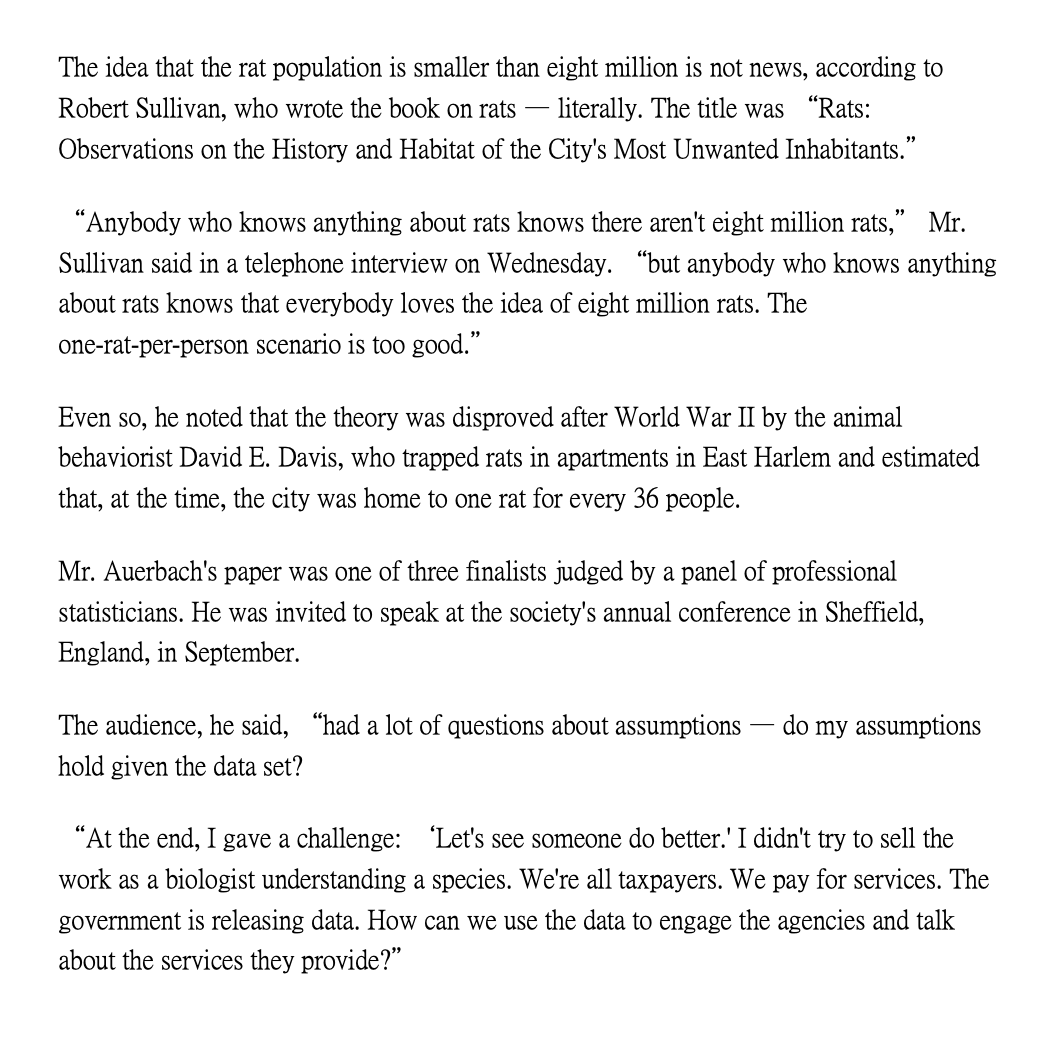 The idea that the rat population is smaller than eight million is not news, according to
Robert Sullivan, who wrote the book on rats — literally. The title was “Rats:
Observations on the History and Habitat of the City's Most Unwanted Inhabitants.”
“Anybody who knows anything about rats knows there aren't eight million rats,” Mr.
Sullivan said in a telephone interview on Wednesday. “but anybody who knows anything
about rats knows that everybody loves the idea of eight million rats. The
one-rat-per-person scenario is too good.”
Even so, he noted that the theory was disproved after World War II by the animal
behaviorist David E. Davis, who trapped rats in apartments in East Harlem and estimated
that, at the time, the city was home to one rat for every 36 people.
Mr. Auerbach's paper was one of three finalists judged by a panel of professional
statisticians. He was invited to speak at the society's annual conference in Sheffield,
England, in September.
The audience, he said, “had a lot of questions about assumptions — do my assumptions
hold given the data set?
“At the end, I gave a challenge: ‘Let's see someone do better.' I didn't try to sell the
work as a biologist understanding a species. We're all taxpayers. We pay for services. The
government is releasing data. How can we use the data to engage the agencies and talk
about the services they provide?”